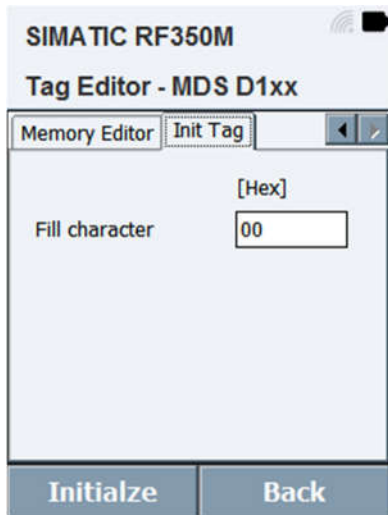 SIMATIC RF350M
Tag Editor - MDS D1xx
Memory Editor Init Tag
[Hex]
Fill character 00
Initialze Back